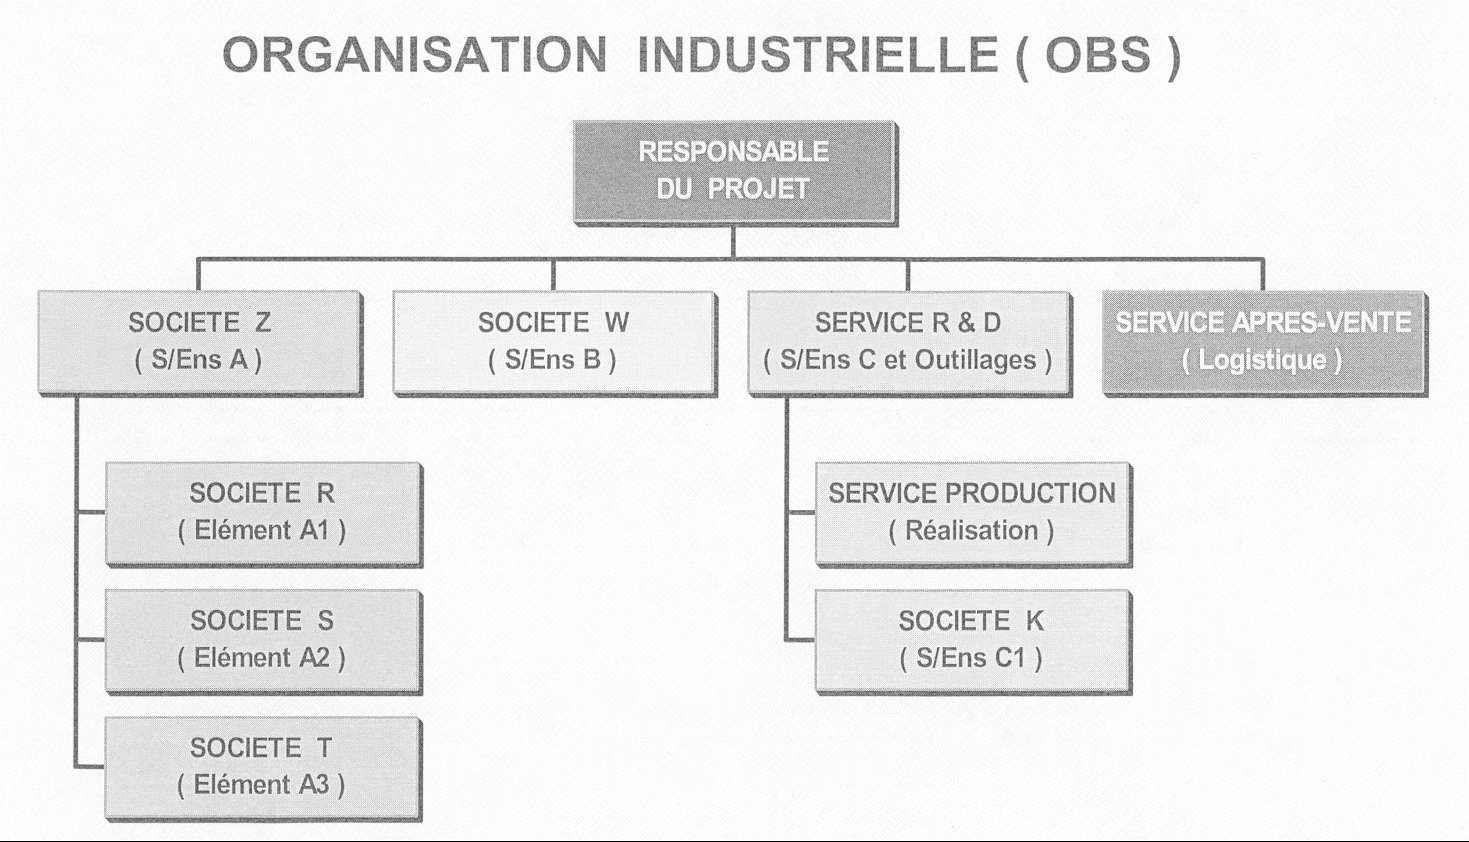 ORGANISATION INDUSTRIELLE ( OBS )
RESPONSABLE
DU PROJET
SOCIETE Z
( S/Ens A )
SOCIETE W
( S/Ens B )
SERVICE R & D
( S/Ens C et Outillages )
SERVICE APRES-VENTE
( Logistique )
SOCIETE R
( Elément A1 )
SOCIETE S
( Elément A2 )
SOCIETE T
( Elément A3 )
SERVICE PRODUCTION
( Réalisation )
SOCIETE K
( S/Ens C1 )